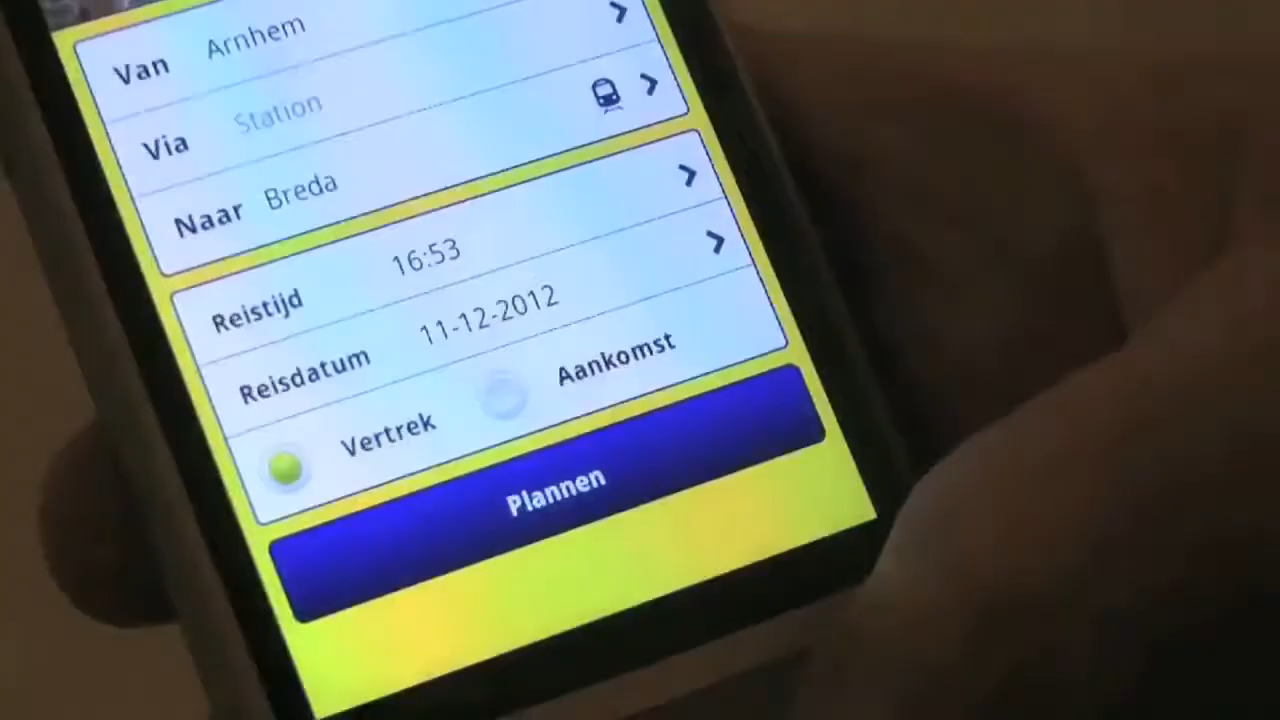 Van Arnhem
Via Station
Naar Breda
Reistijd 16:53
Reisdatum 11-12-2012
Vertrek Aankomst
Plannen